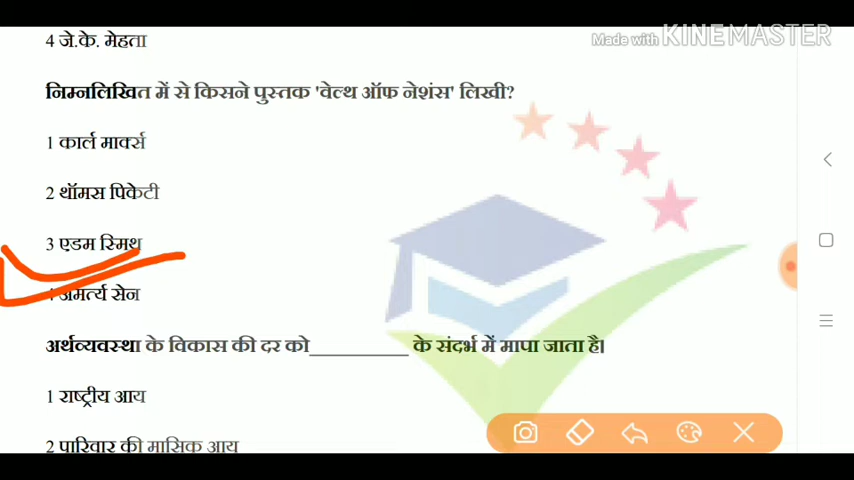 4 जे.के. मेहता
Made with KINEMASTER
निम्नलिखित में से किसने पुस्तक 'वेल्थ ऑफ नेशंस' लिखी?
1 कार्ल मार्क्स
2 थॉमस पिकेटी
3 एडम स्मिथ
4 अमर्त्य सेन
अर्थव्यवस्था के विकास की दर को__________ के संदर्भ में मापा जाता है।
1 राष्ट्रीय आय
2 पारिवार की मासिक आय